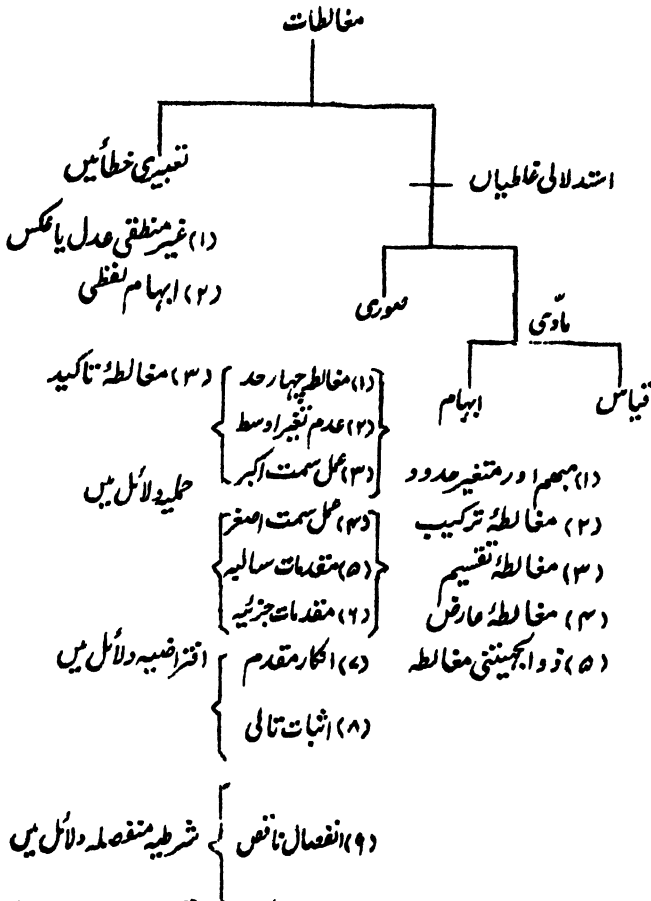 مغالطات
استدلالی غلطیاں
تعبیری خطائیں
(۱) غیر منطقی عدل یا عکس
(۲) ابہام لفظی
(۳) مغالطۂ تاکید
مادّی
صوری
قیاس
ابہام
(۱) مبہم اور متغیر حدود
(۲) مغالطۂ ترکیب
(۳) مغالطۂ تقسیم
(۴) مغالطۂ عارض
(۵) ذوالجہتینی مغالطہ
(۱) مغالطہ چہار حد
(۲) عدم تغیر اوسط
(۳) عمل سمت اکبر
(۴) عمل سمت اصغر
(۵) مقدمات سالبہ
(۶) مقدمات جزئیہ
حملیہ دلائل میں
(۷) انکار مقدم
(۸) اثبات تالی
افتراضیہ دلائل میں
(۹) انفصال ناقص
شرطیہ منفصلہ دلائل میں